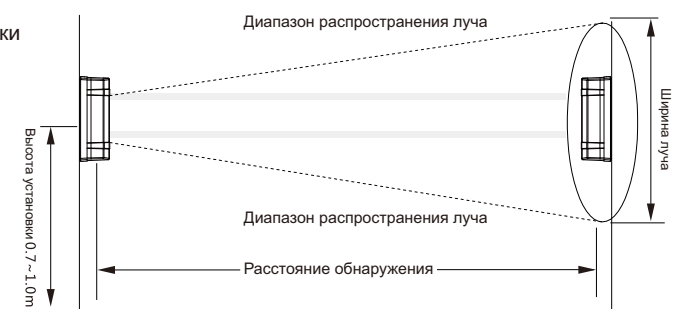 Диапазон распространения луча
ки
Ширина луча
Высота установки 0.7~1.0m
Диапазон распространения луча
Расстояние обнаружения